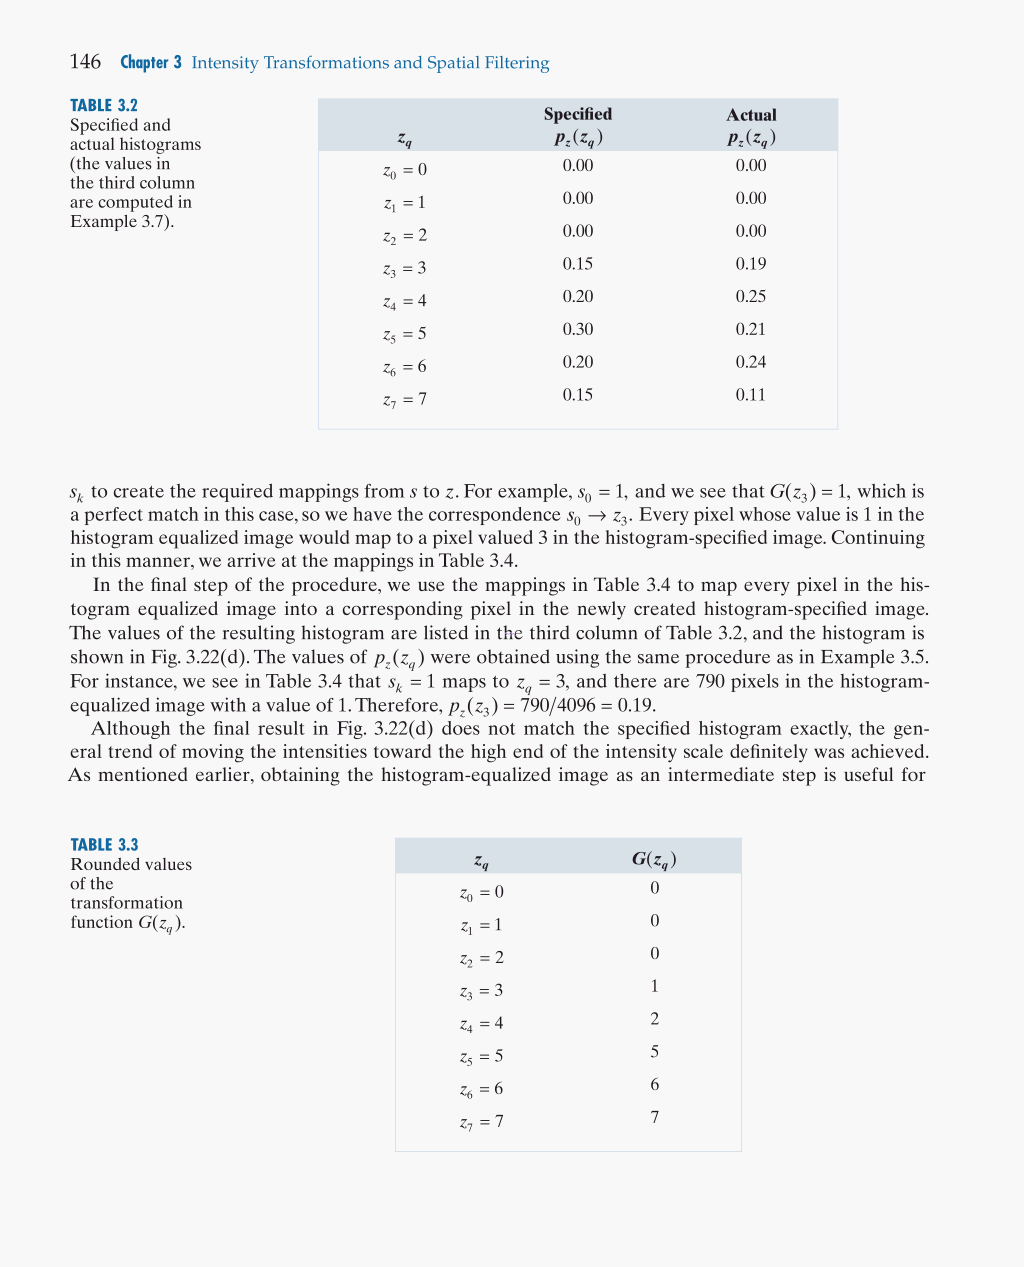 146 Chapter 3 Intensity Transformations and Spatial Filtering
TABLE 3.2
Specified and
actual histograms
(the values in
the third column
are computed in
Example 3.7).
z_q Specified p_z(z_q) Actual p_z(z_q)
z_0 = 0 0.00 0.00
z_1 = 1 0.00 0.00
z_2 = 2 0.00 0.00
z_3 = 3 0.15 0.19
z_4 = 4 0.20 0.25
z_5 = 5 0.30 0.21
z_6 = 6 0.20 0.24
z_7 = 7 0.15 0.11
s_k to create the required mappings from s to z. For example, s_0 = 1, and we see that G(z_3) = 1, which is
a perfect match in this case, so we have the correspondence s_0 → z_3. Every pixel whose value is 1 in the
histogram equalized image would map to a pixel valued 3 in the histogram-specified image. Continuing
in this manner, we arrive at the mappings in Table 3.4.
In the final step of the procedure, we use the mappings in Table 3.4 to map every pixel in the his-
togram equalized image into a corresponding pixel in the newly created histogram-specified image.
The values of the resulting histogram are listed in the third column of Table 3.2, and the histogram is
shown in Fig. 3.22(d). The values of p_z(z_q) were obtained using the same procedure as in Example 3.5.
For instance, we see in Table 3.4 that s_k = 1 maps to z_q = 3, and there are 790 pixels in the histogram-
equalized image with a value of 1. Therefore, p_z(z_3) = 790/4096 = 0.19.
Although the final result in Fig. 3.22(d) does not match the specified histogram exactly, the gen-
eral trend of moving the intensities toward the high end of the intensity scale definitely was achieved.
As mentioned earlier, obtaining the histogram-equalized image as an intermediate step is useful for
TABLE 3.3
Rounded values
of the
transformation
function G(z_q).
z_q G(z_q)
z_0 = 0 0
z_1 = 1 0
z_2 = 2 0
z_3 = 3 1
z_4 = 4 2
z_5 = 5 5
z_6 = 6 6
z_7 = 7 7